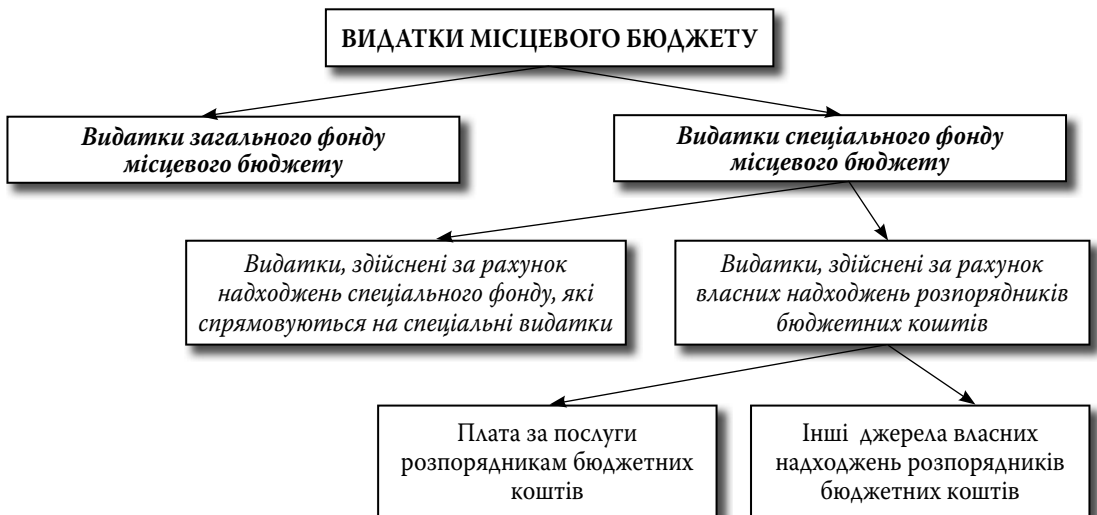 ВИДАТКИ МІСЦЕВОГО БЮДЖЕТУ
Видатки загального фонду
місцевого бюджету
Видатки спеціального фонду
місцевого бюджету
Видатки, здійснені за рахунок
надходжень спеціального фонду, які
спрямовуються на спеціальні видатки
Видатки, здійснені за рахунок
власних надходжень розпорядників
бюджетних коштів
Плата за послуги
розпорядникам бюджетних
коштів
Інші джерела власних
надходжень розпорядників
бюджетних коштів